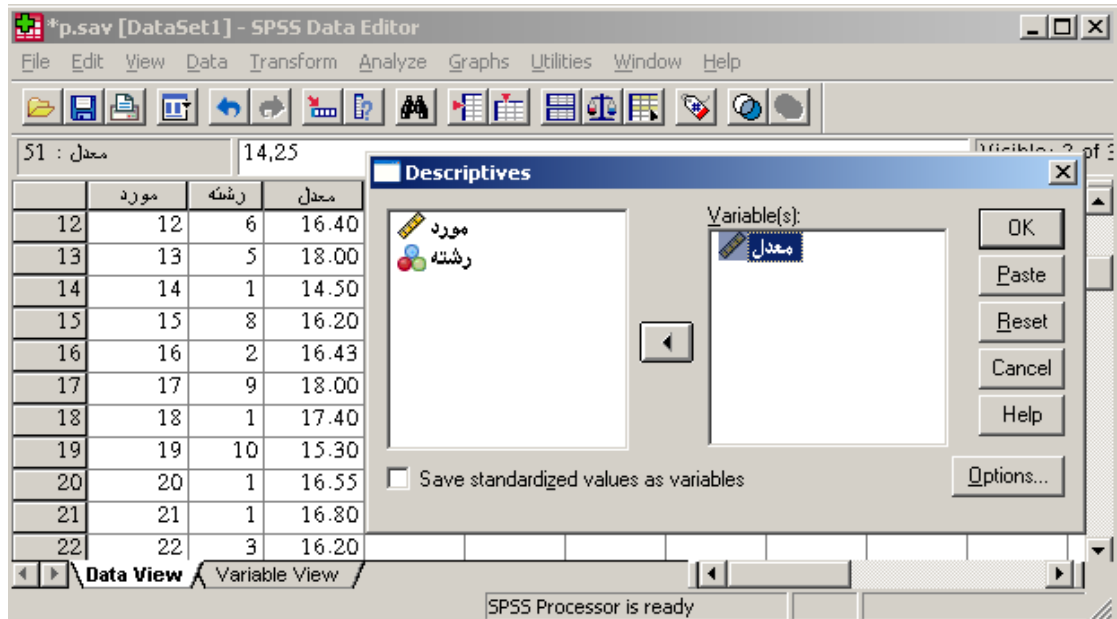 *p.sav [DataSet1] - SPSS Data Editor
File Edit View Data Transform Analyze Graphs Utilities Window Help
51 : معدل 14,25
مورد رشته معدل
12 12 6 16.40
13 13 5 18.00
14 14 1 14.50
15 15 8 16.20
16 16 2 16.43
17 17 9 18.00
18 18 1 17.40
19 19 10 15.30
20 20 1 16.55
21 21 1 16.80
22 22 3 16.20
Descriptives
مورد
رشته
Variable(s):
معدل
OK
Paste
Reset
Cancel
Help
Save standardized values as variables
Options...
Data View Variable View
SPSS Processor is ready